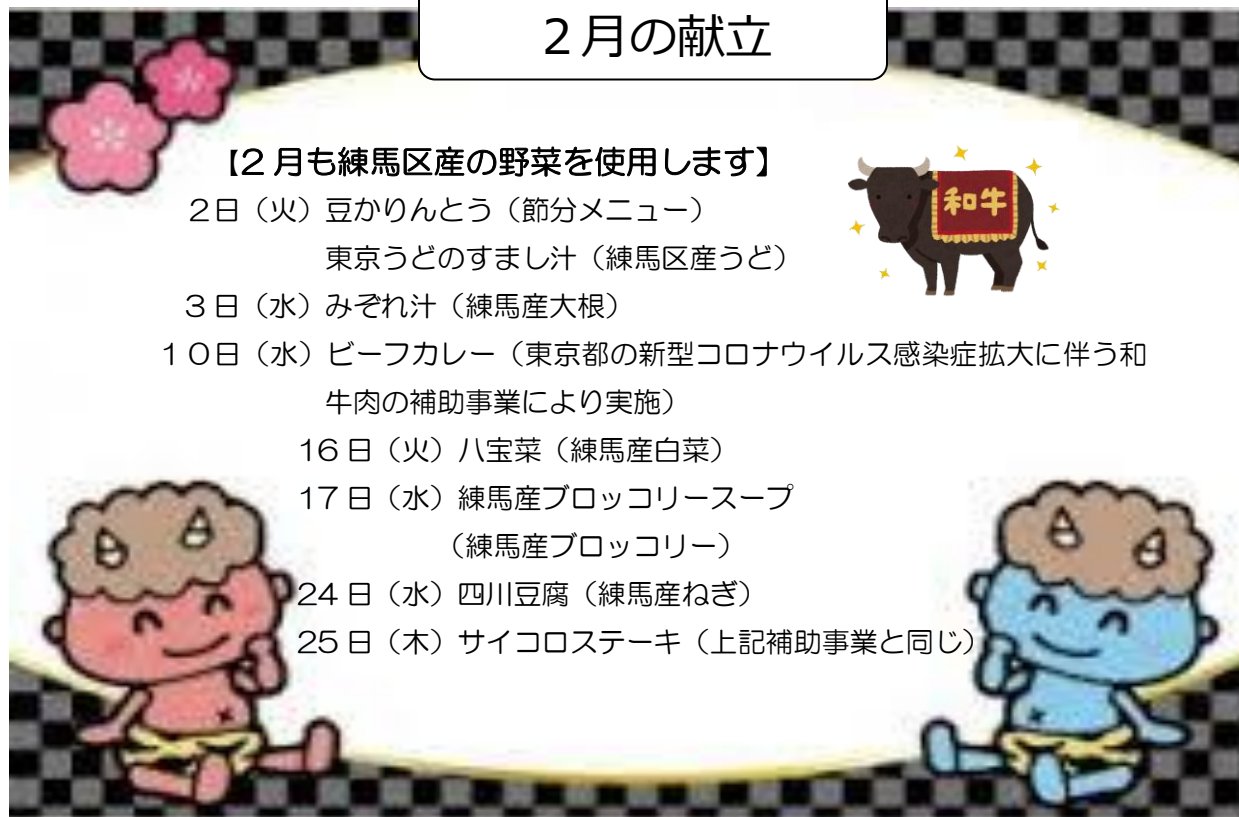 2月の献立
【2月も練馬区産の野菜を使用します】
和牛
2日（火）豆かりんとう（節分メニュー）
東京うどのすまし汁（練馬区産うど）
3日（水）みぞれ汁（練馬産大根）
10日（水）ビーフカレー（東京都の新型コロナウイルス感染症拡大に伴う和
牛肉の補助事業により実施）
16日（火）八宝菜（練馬産白菜）
17日（水）練馬産ブロッコリースープ
（練馬産ブロッコリー）
24日（水）四川豆腐（練馬産ねぎ）
25日（木）サイコロステーキ（上記補助事業と同じ）